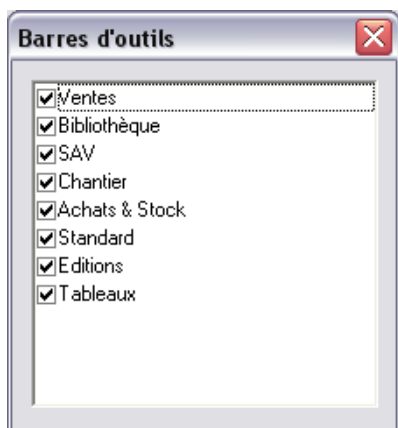 Barres d'outils
Ventes
Bibliothèque
SAV
Chantier
Achats & Stock
Standard
Editions
Tableaux